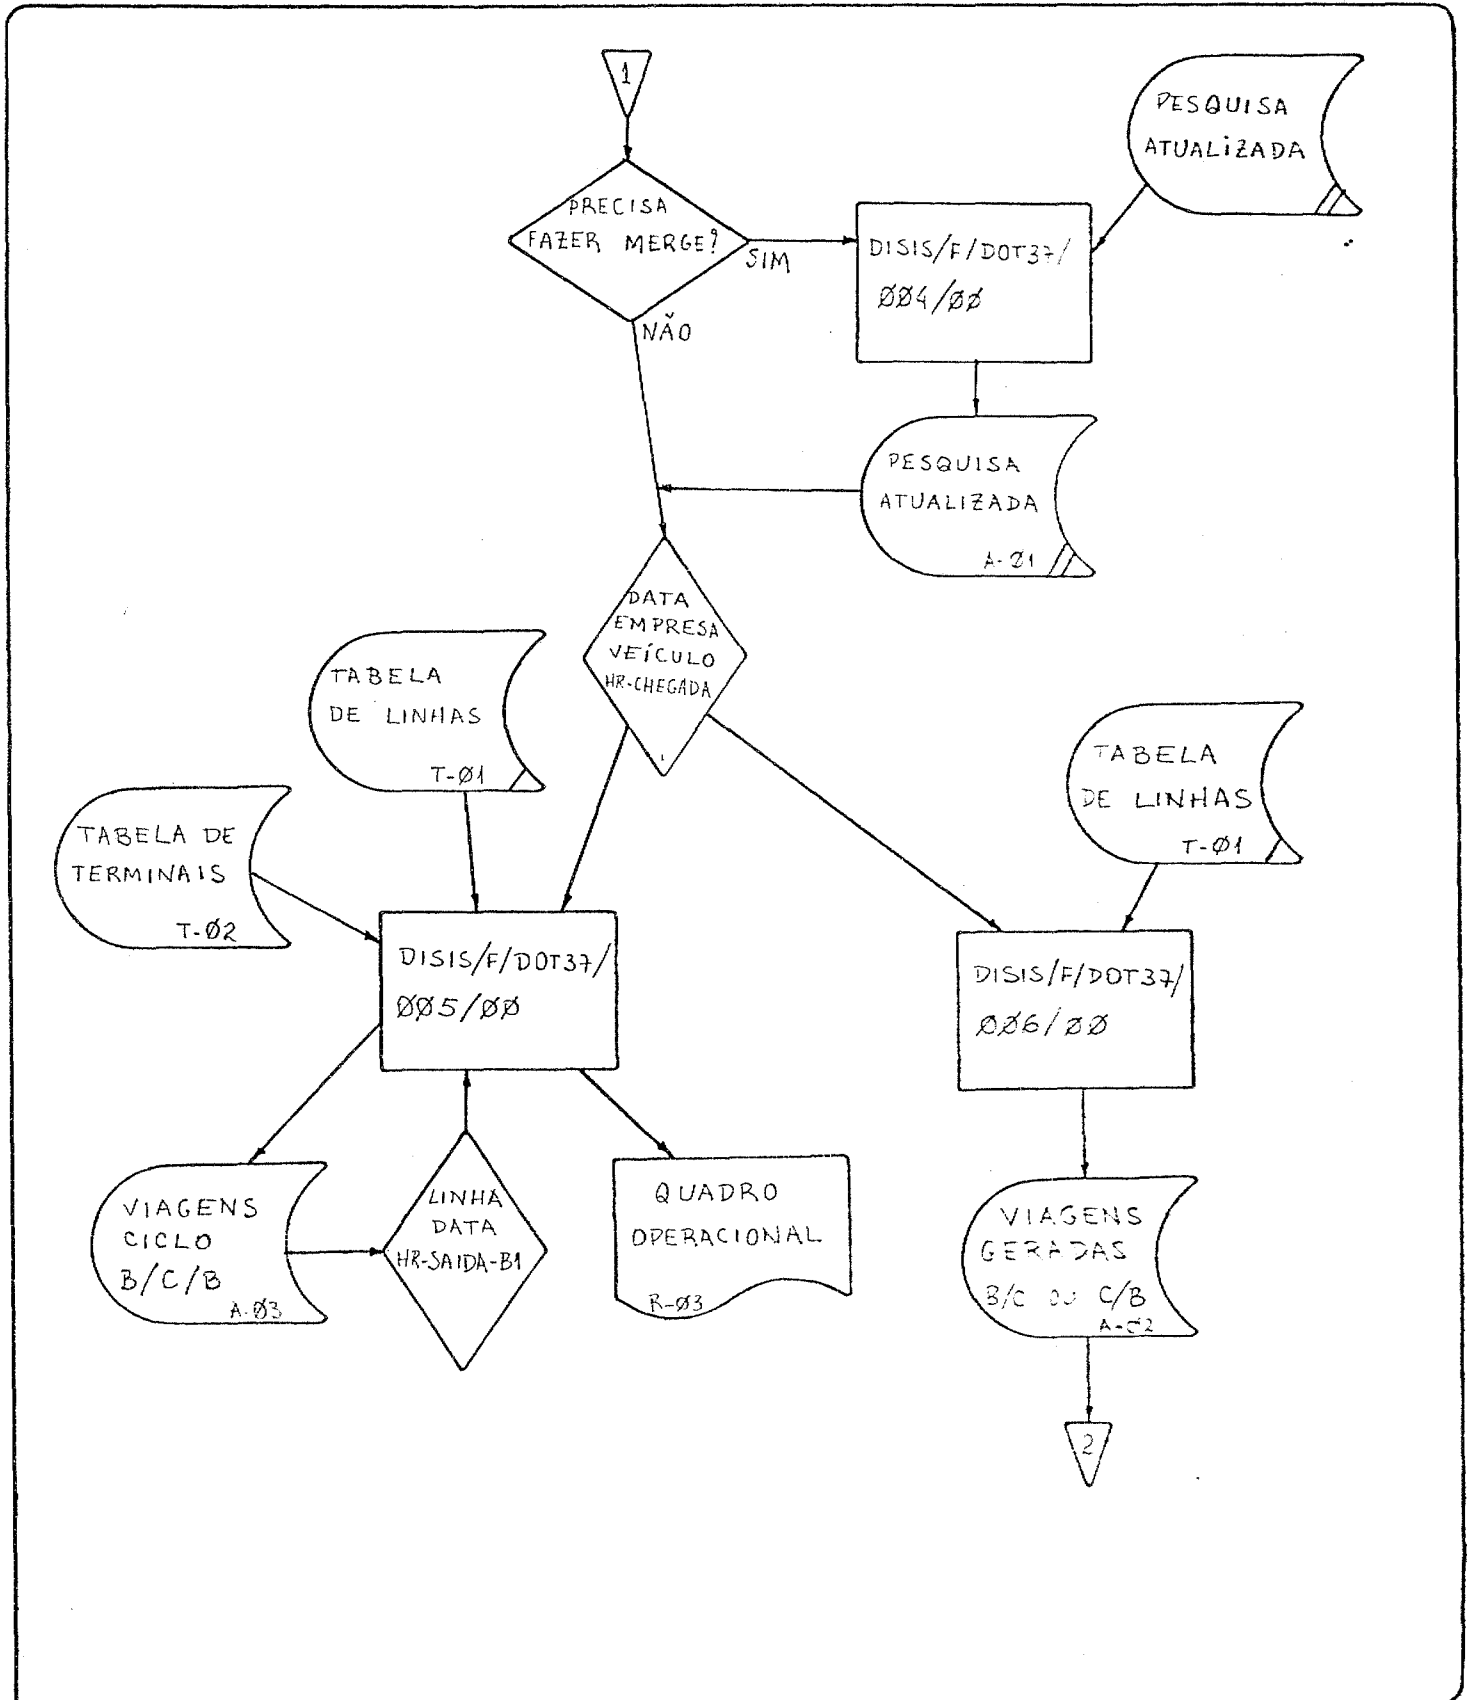 1
PESQUISA
ATUALIZADA
PRECISA
FAZER MERGE?
SIM
NÃO
DISIS/F/DOT37/
ØØ4/ØØ
PESQUISA
ATUALIZADA
A-Ø1
DATA
EMPRESA
VEÍCULO
HR-CHEGADA
TABELA
DE LINHAS
T-Ø1
TABELA
DE LINHAS
T-Ø1
TABELA DE
TERMINAIS
T-Ø2
DISIS/F/DOT37/
ØØ5/ØØ
DISIS/F/DOT37/
ØØ6/ØØ
VIAGENS
CICLO
B/C/B
A-Ø3
LINHA
DATA
HR-SAIDA-B1
QUADRO
OPERACIONAL
R-Ø3
VIAGENS
GERADAS
B/C OU C/B
A-Ø2
2